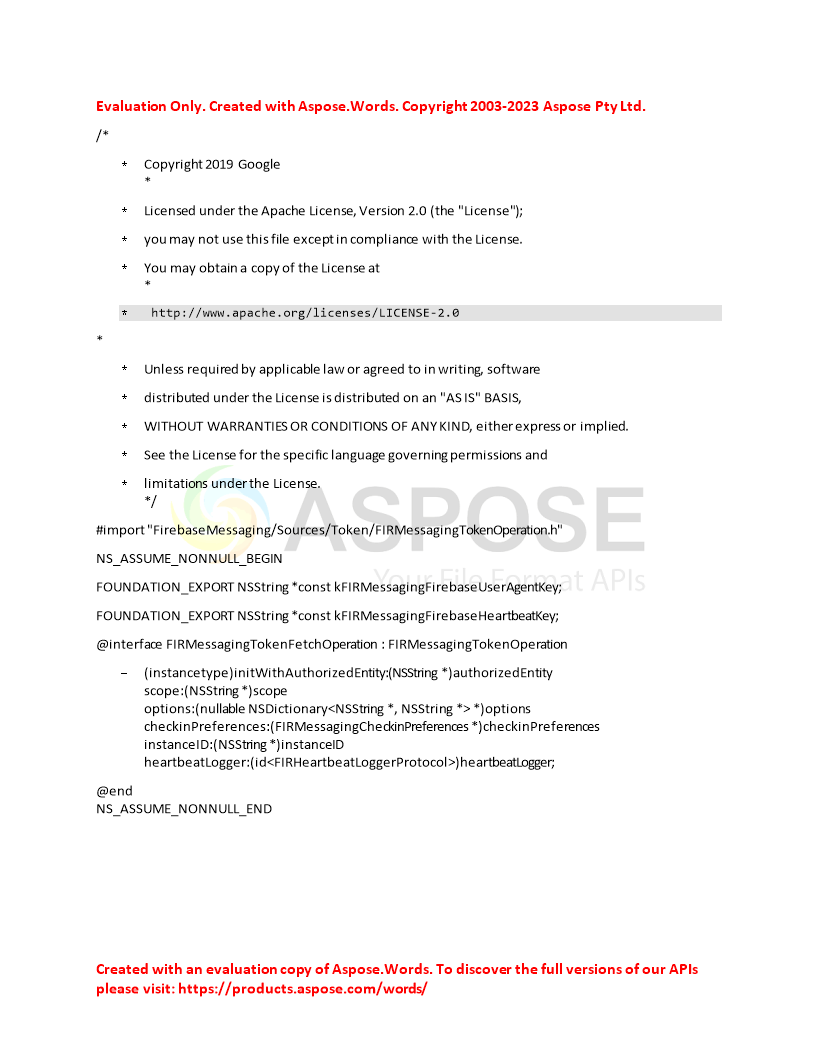 Evaluation Only. Created with Aspose.Words. Copyright 2003-2023 Aspose Pty Ltd.
/*
* Copyright 2019 Google
*
* Licensed under the Apache License, Version 2.0 (the "License");
* you may not use this file except in compliance with the License.
* You may obtain a copy of the License at
*
* http://www.apache.org/licenses/LICENSE-2.0
*
* Unless required by applicable law or agreed to in writing, software
* distributed under the License is distributed on an "AS IS" BASIS,
* WITHOUT WARRANTIES OR CONDITIONS OF ANY KIND, either express or implied.
* See the License for the specific language governing permissions and
* limitations under the License.
*/
ASPOSE
#import "FirebaseMessaging/Sources/Token/FIRMessagingTokenOperation.h"
NS_ASSUME_NONNULL_BEGIN
Your File Format APIs
FOUNDATION_EXPORT NSString *const kFIRMessagingFirebaseUserAgentKey;
FOUNDATION_EXPORT NSString *const kFIRMessagingFirebaseHeartbeatKey;
@interface FIRMessagingTokenFetchOperation : FIRMessagingTokenOperation
– (instancetype)initWithAuthorizedEntity:(NSString *)authorizedEntity
scope:(NSString *)scope
options:(nullable NSDictionary<NSString *, NSString *> *)options
checkinPreferences:(FIRMessagingCheckinPreferences *)checkinPreferences
instanceID:(NSString *)instanceID
heartbeatLogger:(id<FIRHeartbeatLoggerProtocol>)heartbeatLogger;
@end
NS_ASSUME_NONNULL_END
Created with an evaluation copy of Aspose.Words. To discover the full versions of our APIs
please visit: https://products.aspose.com/words/